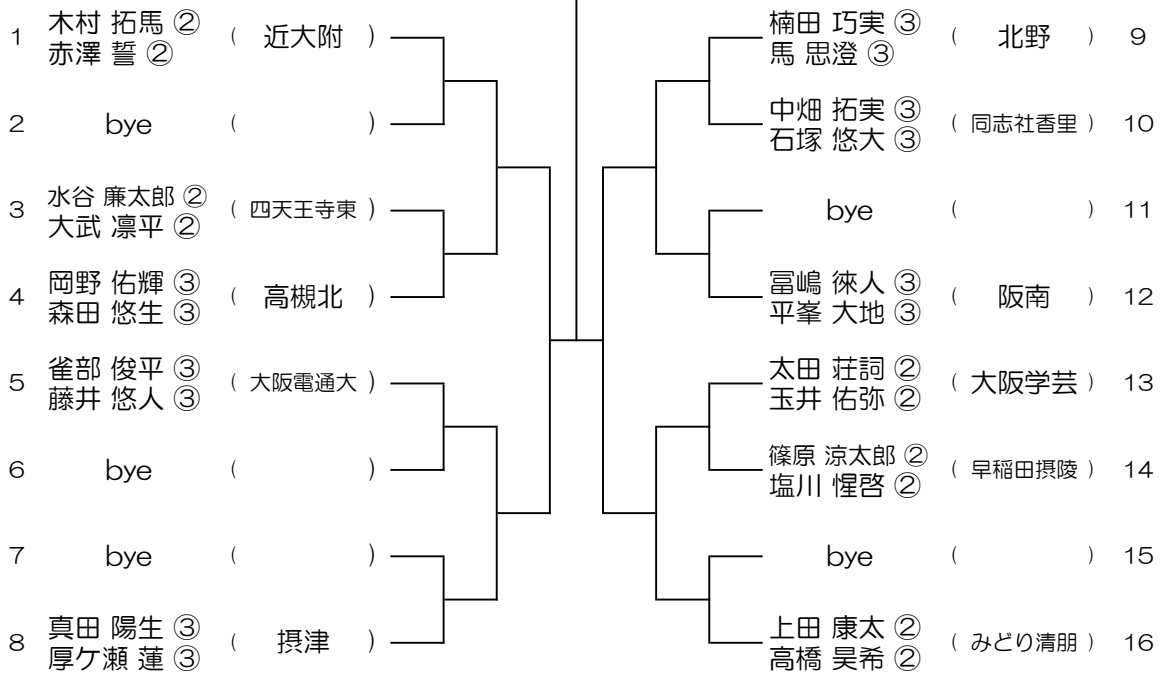 1 木村 拓馬 ② ( 近大附 )
赤澤 誓 ②
2 bye ( )
3 水谷 廉太郎 ② ( 四天王寺東 )
大武 凛平 ②
4 岡野 佑輝 ③ ( 高槻北 )
森田 悠生 ③
5 雀部 俊平 ③ ( 大阪電通大 )
藤井 悠人 ③
6 bye ( )
7 bye ( )
8 真田 陽生 ③ ( 摂津 )
厚ケ瀬 蓮 ③
楠田 巧実 ③ ( 北野 ) 9
馬 思澄 ③
中畑 拓実 ③ ( 同志社香里 ) 10
石塚 悠大 ③
bye ( ) 11
冨嶋 徠人 ③ ( 阪南 ) 12
平峯 大地 ③
太田 荘詞 ② ( 大阪学芸 ) 13
玉井 佑弥 ②
篠原 涼太郎 ② ( 早稲田摂陵 ) 14
塩川 惺啓 ②
bye ( ) 15
上田 康太 ② ( みどり清朋 ) 16
高橋 昊希 ②